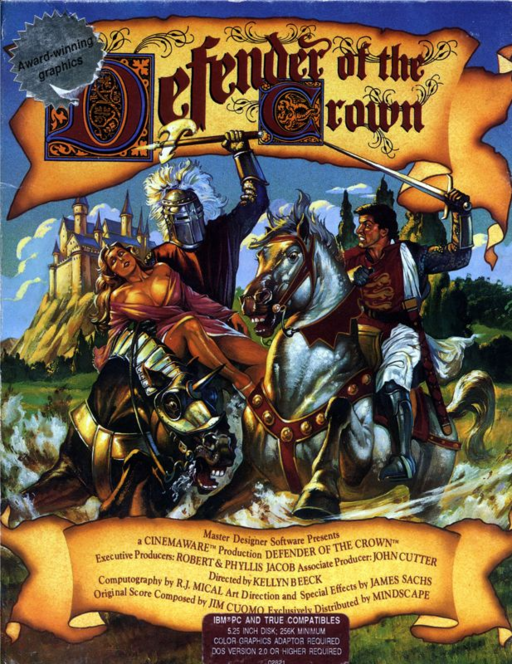 Award-winning
graphics
Defender of the
Crown
Master Designer Software Presents
a CINEMAWARE™ Production DEFENDER OF THE CROWN™
Executive Producers: ROBERT & PHYLLIS JACOB Associate Producer: JOHN CUTTER
Directed by KELLYN BEECK
Computography by R.J. MICAL Art Direction and Special Effects by JAMES SACHS
Original Score Composed by JIM CUOMO Exclusively Distributed by MINDSCAPE
IBM®PC AND TRUE COMPATIBLES
5.25 INCH DISK; 256K MINIMUM
COLOR GRAPHICS ADAPTOR REQUIRED
DOS VERSION 2.0 OR HIGHER REQUIRED